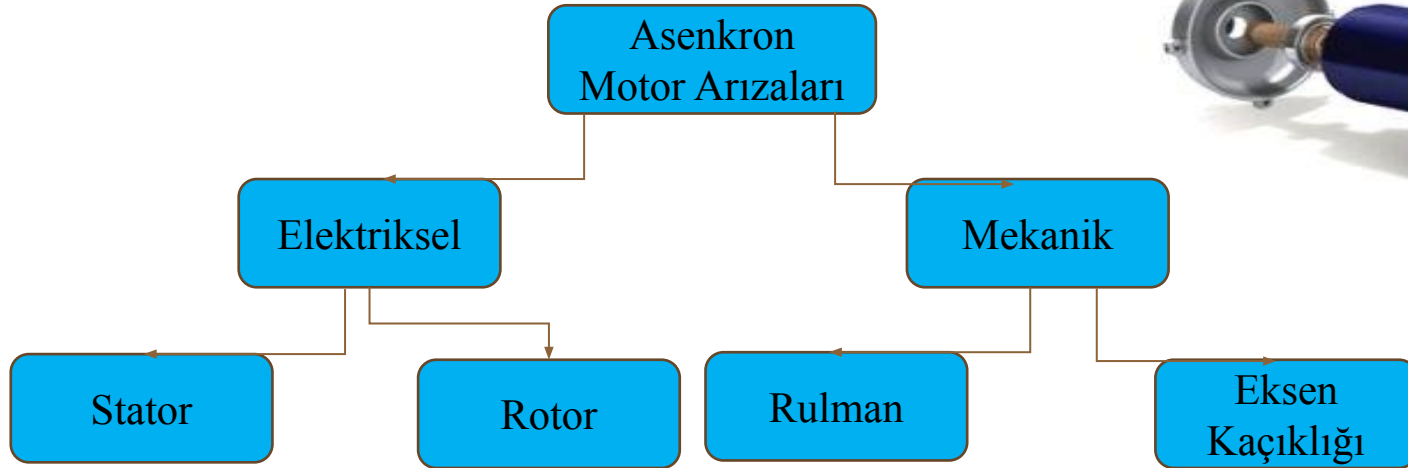 Asenkron
Motor Arızaları
Elektriksel
Mekanik
Stator
Rotor
Rulman
Eksen
Kaçıklığı